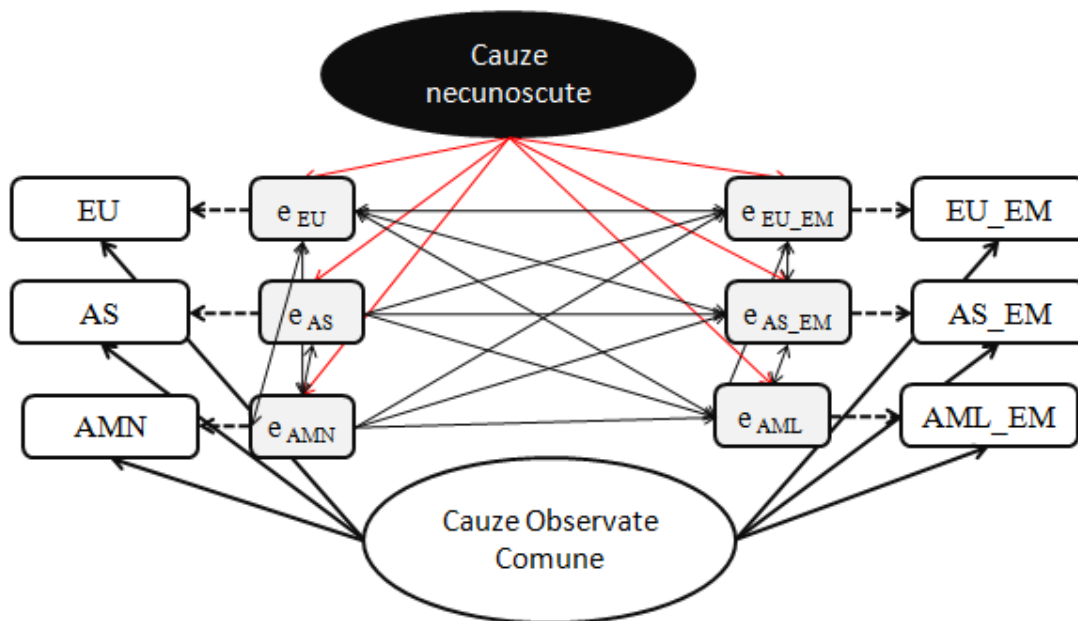 Cauze
necunoscute
EU
e EU
e EU_EM
EU_EM
AS
e AS
e AS_EM
AS_EM
AMN
e AMN
e AML
AML_EM
Cauze Observate
Comune